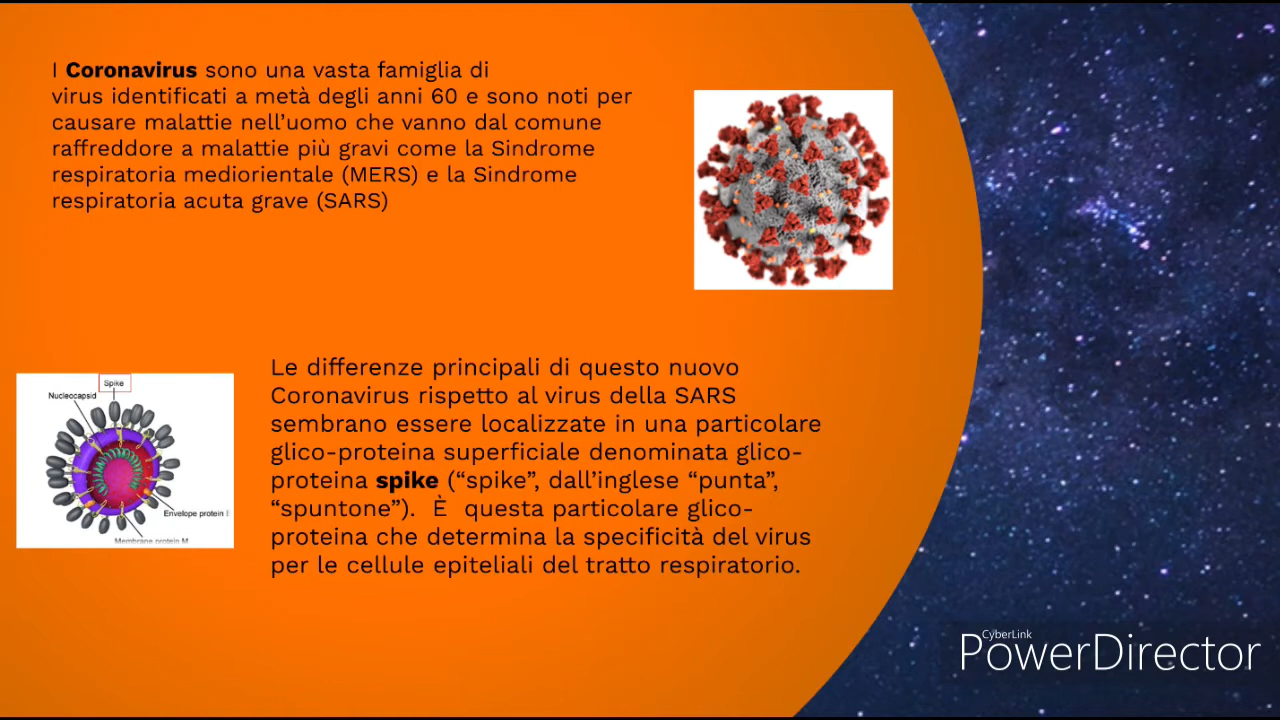 I Coronavirus sono una vasta famiglia di
virus identificati a metà degli anni 60 e sono noti per
causare malattie nell’uomo che vanno dal comune
raffreddore a malattie più gravi come la Sindrome
respiratoria mediorientale (MERS) e la Sindrome
respiratoria acuta grave (SARS)
Spike
Nucleocapsid
Envelope protein E
Membrane protein M
Le differenze principali di questo nuovo
Coronavirus rispetto al virus della SARS
sembrano essere localizzate in una particolare
glico-proteina superficiale denominata glico-
proteina spike (“spike”, dall’inglese “punta”,
“spuntone”).  È  questa particolare glico-
proteina che determina la specificità del virus
per le cellule epiteliali del tratto respiratorio.
CyberLink
PowerDirector